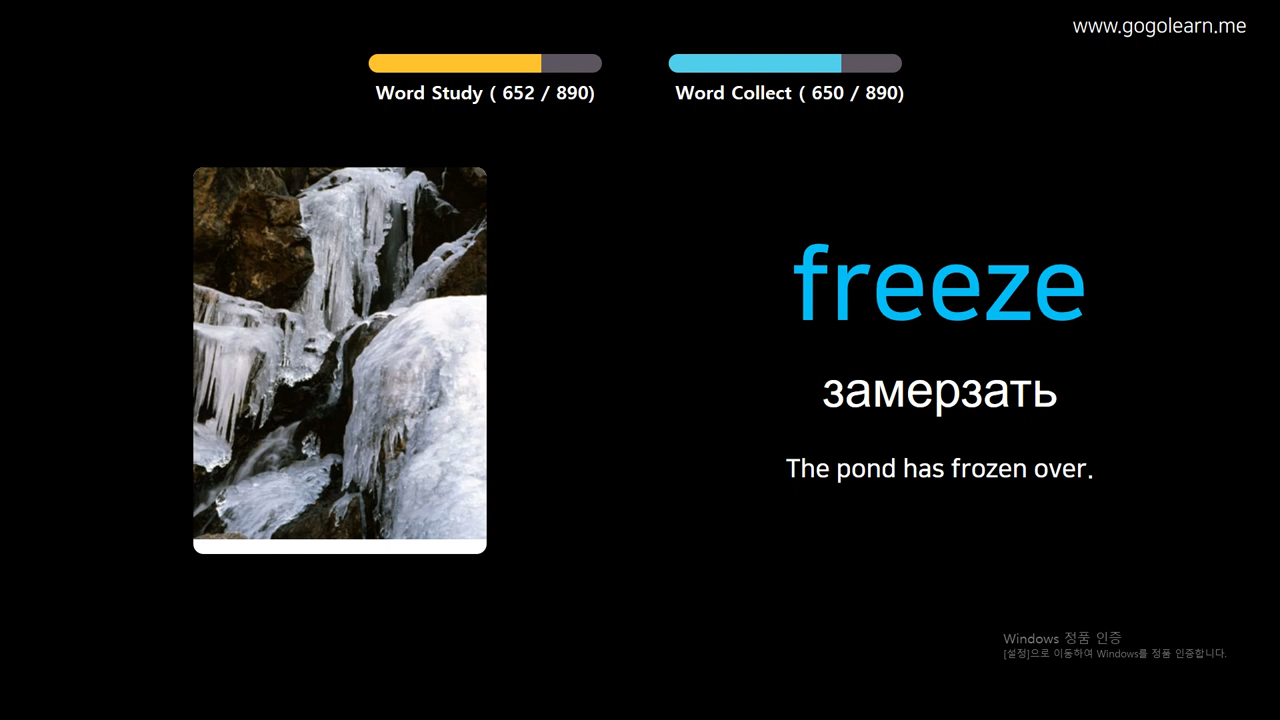 www.gogolearn.me
Word Study ( 652 / 890)
Word Collect ( 650 / 890)
freeze
замерзать
The pond has frozen over.
Windows 정품 인증
[설정]으로 이동하여 Windows를 정품 인증합니다.